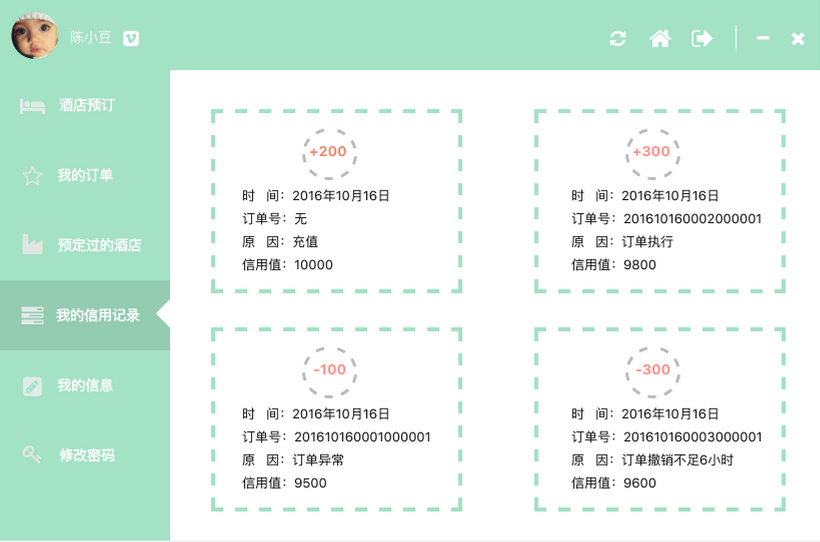 陈小豆
酒店预订
我的订单
预定过的酒店
我的信用记录
我的信息
修改密码
+200
时 间：2016年10月16日
订单号：无
原 因：充值
信用值：10000
+300
时 间：2016年10月16日
订单号：201610160002000001
原 因：订单执行
信用值：9800
-100
时 间：2016年10月16日
订单号：201610160001000001
原 因：订单异常
信用值：9500
-300
时 间：2016年10月16日
订单号：201610160003000001
原 因：订单撤销不足6小时
信用值：9600